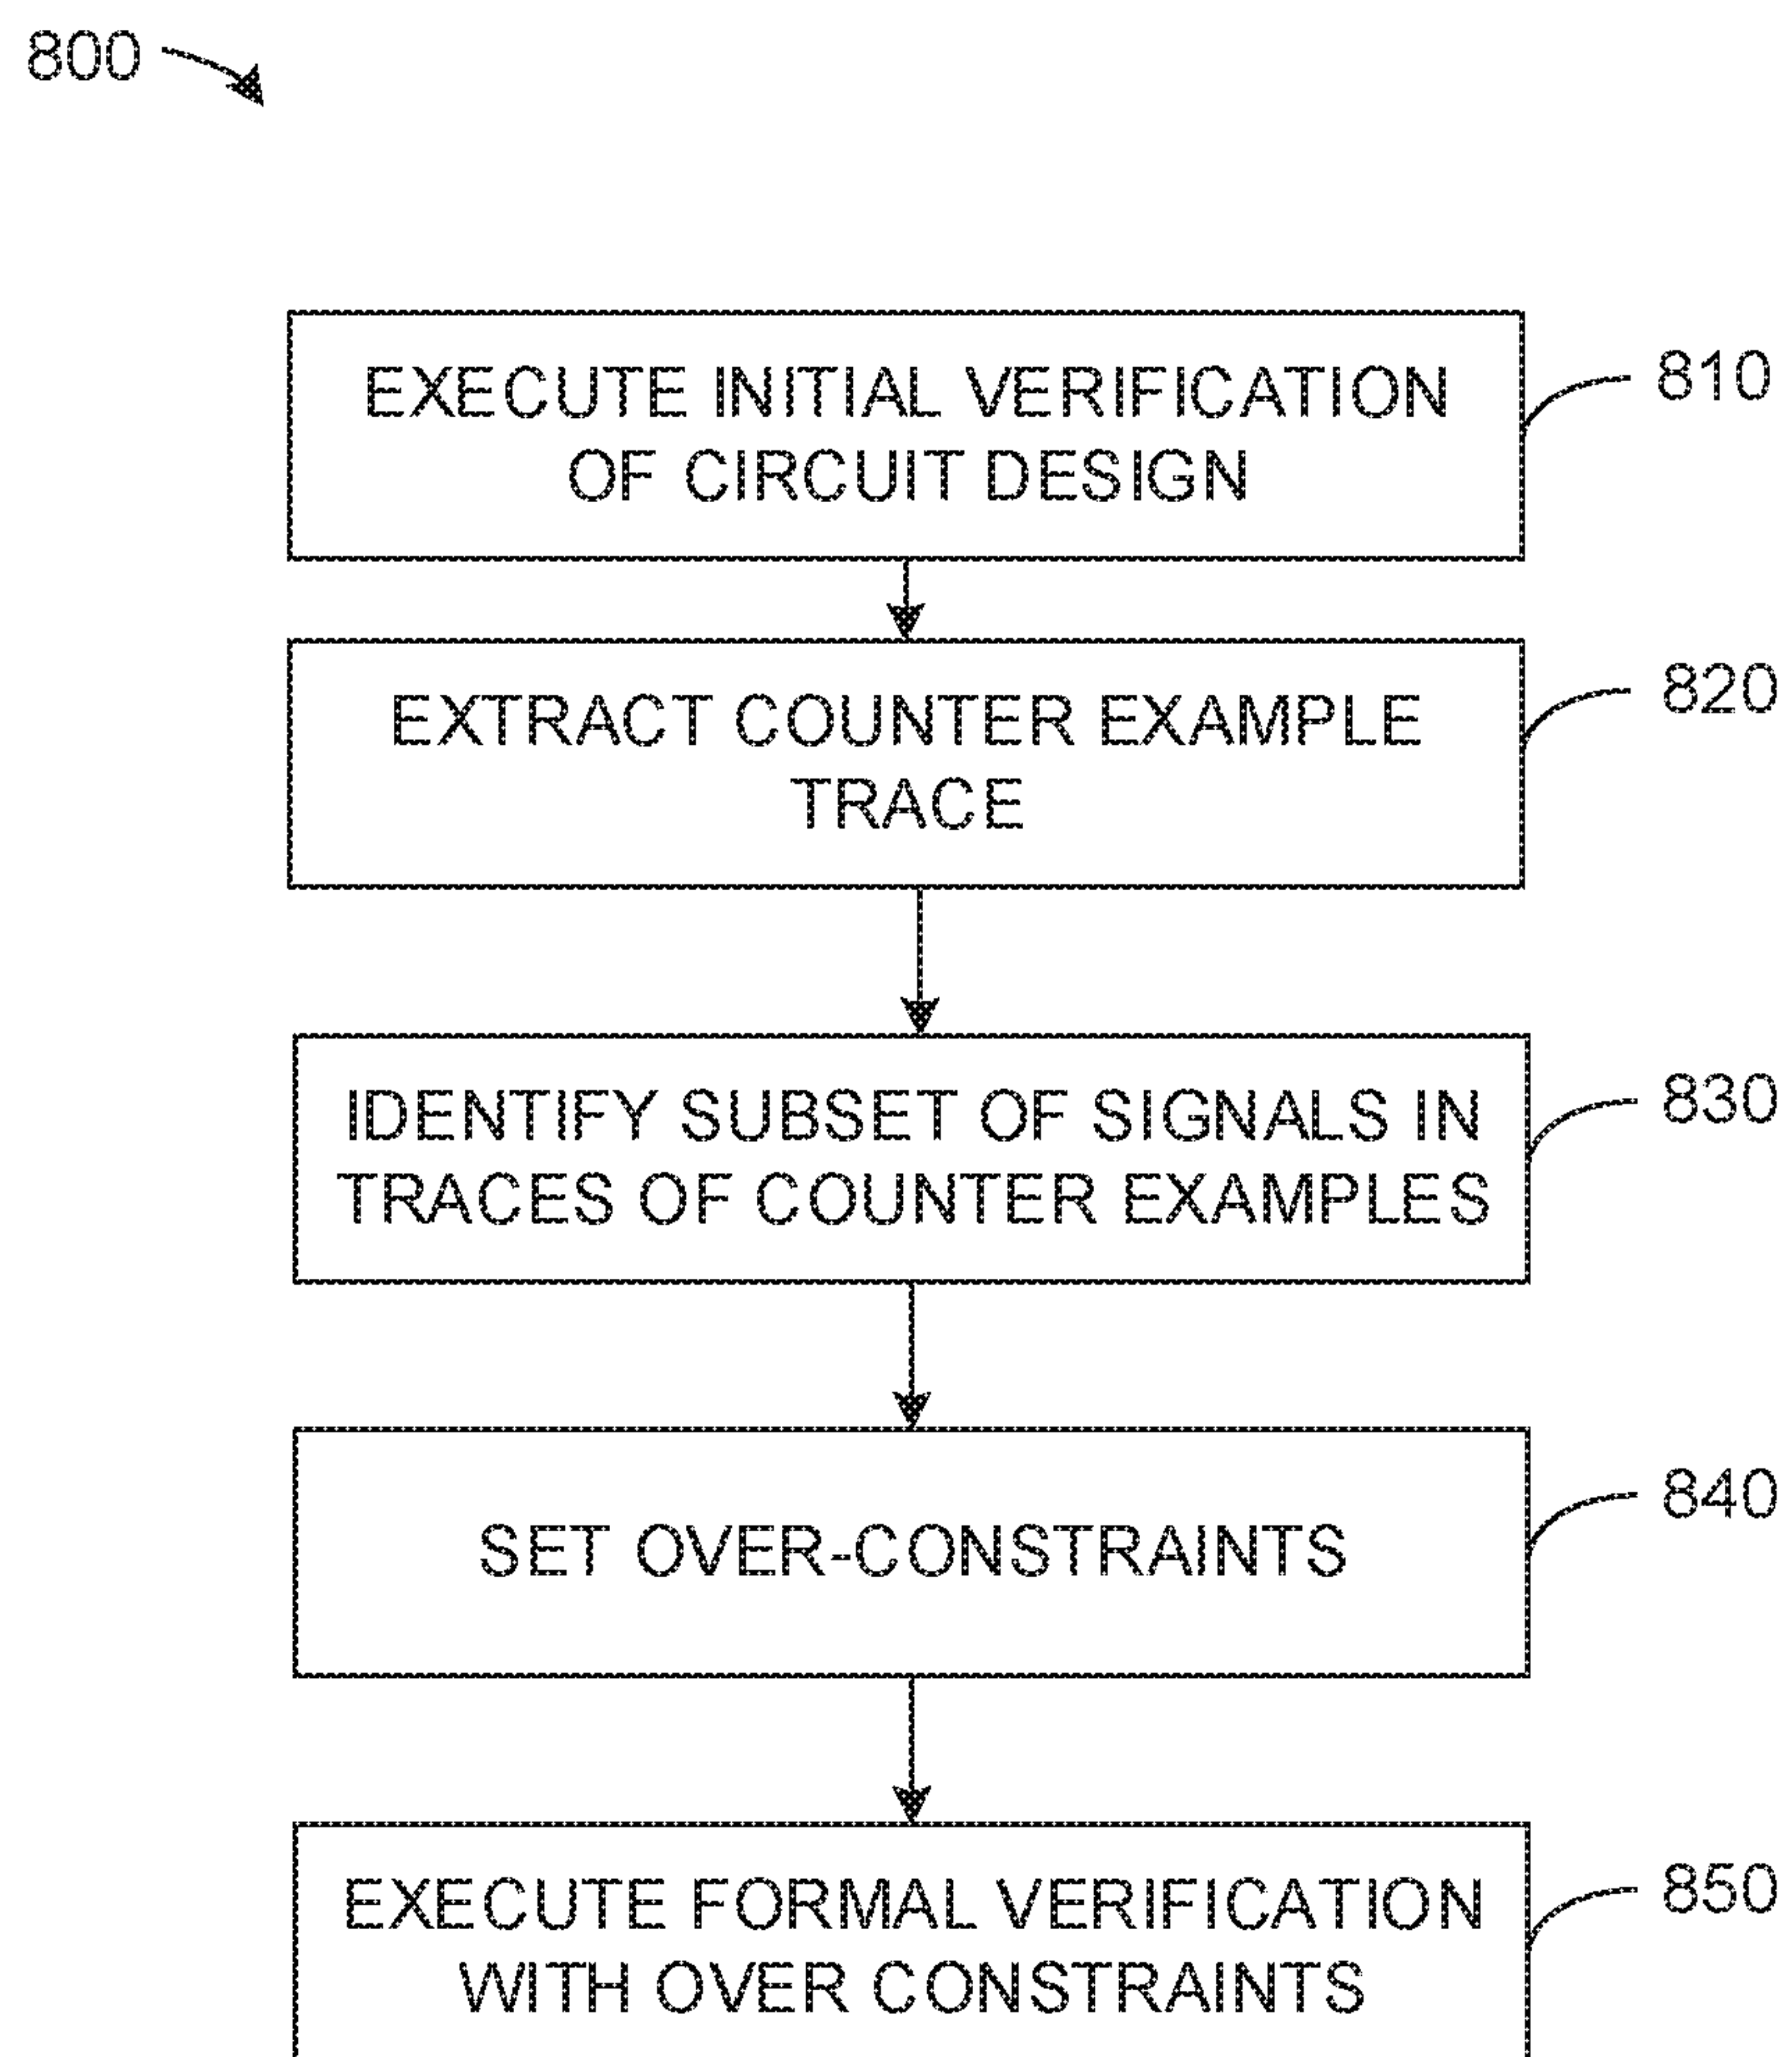 800
EXECUTE INITIAL VERIFICATION
OF CIRCUIT DESIGN
810
EXTRACT COUNTER EXAMPLE
TRACE
820
IDENTIFY SUBSET OF SIGNALS IN
TRACES OF COUNTER EXAMPLES
830
SET OVER-CONSTRAINTS
840
EXECUTE FORMAL VERIFICATION
WITH OVER CONSTRAINTS
850